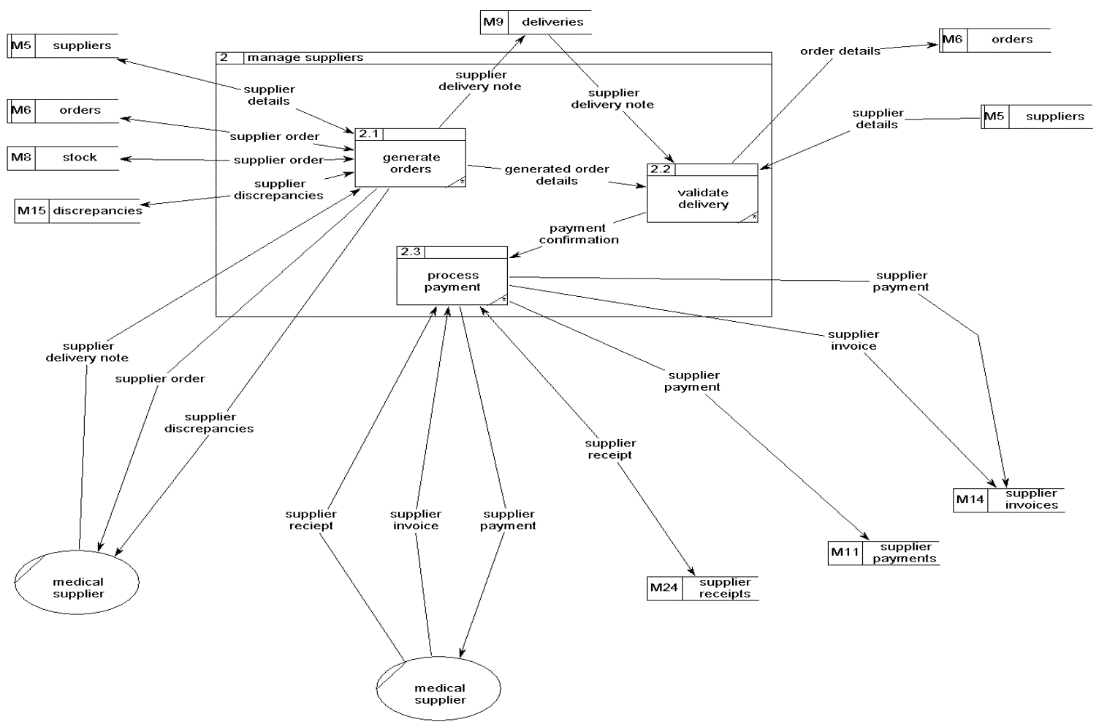 M9 deliveries
M5 suppliers
order details
M6 orders
2 manage suppliers
supplier
delivery note
supplier
details
supplier
delivery note
M6 orders
supplier
details
M5 suppliers
supplier order
2.1
generate
orders
*
M8 stock
supplier order
generated order
details
2.2
validate
delivery
*
supplier
discrepancies
M15 discrepancies
payment
confirmation
2.3
process
payment
*
supplier
payment
supplier
delivery note
supplier
invoice
supplier order
supplier
payment
supplier
discrepancies
supplier
receipt
supplier
reciept
supplier
invoice
supplier
payment
M14 supplier
invoices
M11 supplier
payments
medical
supplier
M24 supplier
receipts
medical
supplier